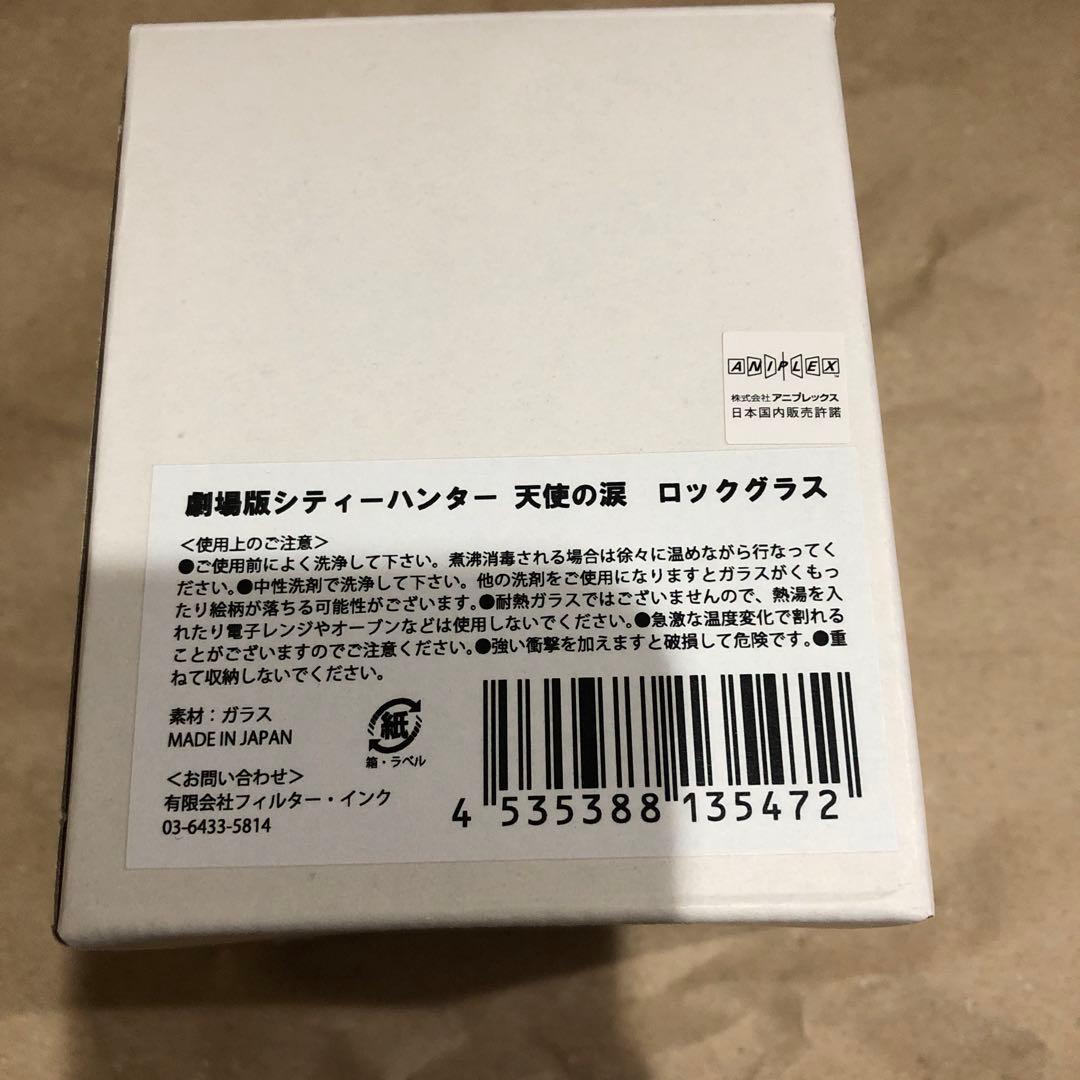 ANIPLEX™
株式会社アニプレックス
日本国内販売許諾
劇場版シティーハンター 天使の涙　ロックグラス
＜使用上のご注意＞
●ご使用前によく洗浄して下さい。煮沸消毒される場合は徐々に温めながら行なってく
ださい。●中性洗剤で洗浄して下さい。他の洗剤をご使用になりますとガラスがくもっ
たり絵柄が落ちる可能性がございます。●耐熱ガラスではございませんので、熱湯を入
れたり電子レンジやオーブンなどは使用しないでください。●急激な温度変化で割れる
ことがございますのでご注意ください。●強い衝撃を加えますと破損して危険です。●重
ねて収納しないでください。
素材：ガラス
MADE IN JAPAN
紙
箱・ラベル
＜お問い合わせ＞
有限会社フィルター・インク
03-6433-5814
4 535388 135472